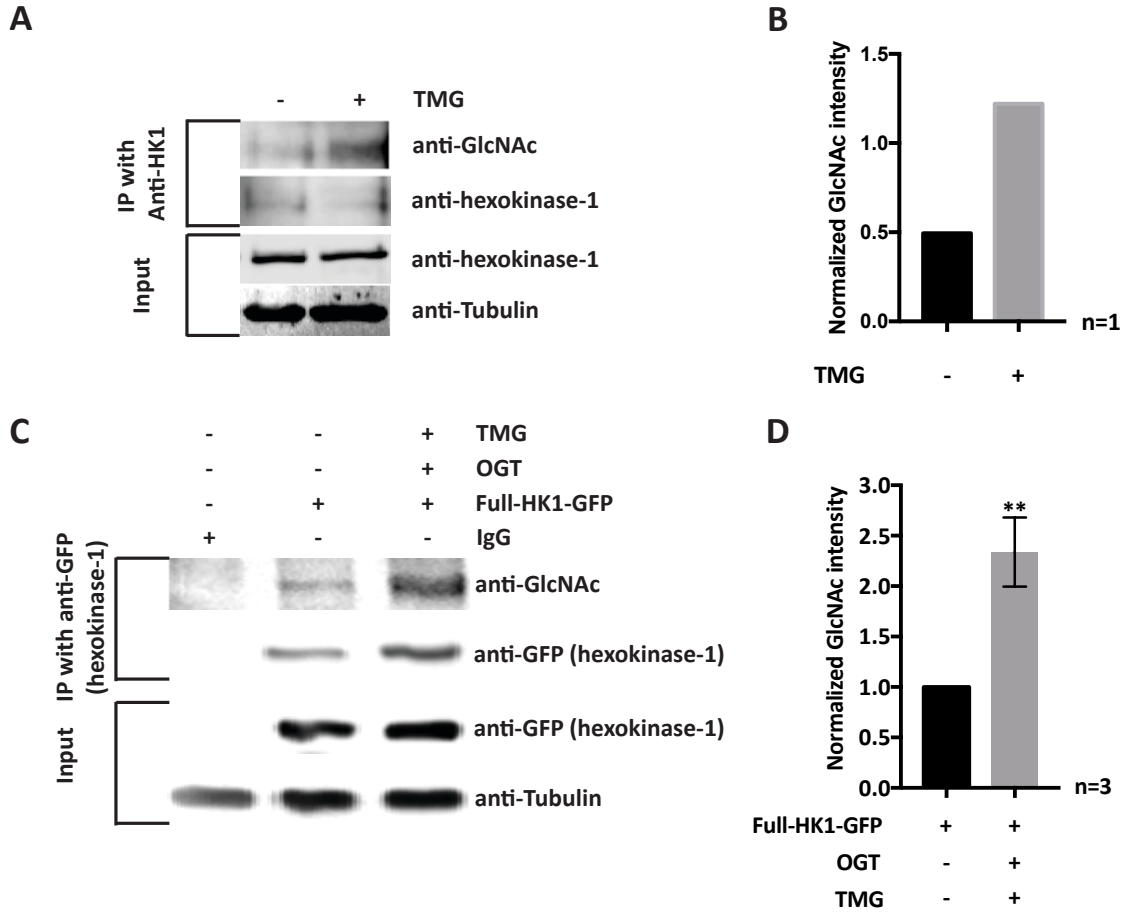 A
- + TMG
IP with
Anti-HK1
anti-GlcNAc
anti-hexokinase-1
Input
anti-hexokinase-1
anti-Tubulin
B
Normalized GlcNAc intensity
1.5
1.0
0.5
0.0
n=1
TMG - +
C
- - + TMG
- - + OGT
- + + Full-HK1-GFP
+ - - IgG
IP with anti-GFP
(hexokinase-1)
anti-GlcNAc
anti-GFP (hexokinase-1)
Input
anti-GFP (hexokinase-1)
anti-Tubulin
D
Normalized GlcNAc intensity
3.0
2.5
2.0
1.5
1.0
0.5
0.0
**
n=3
Full-HK1-GFP + +
OGT - +
TMG - +